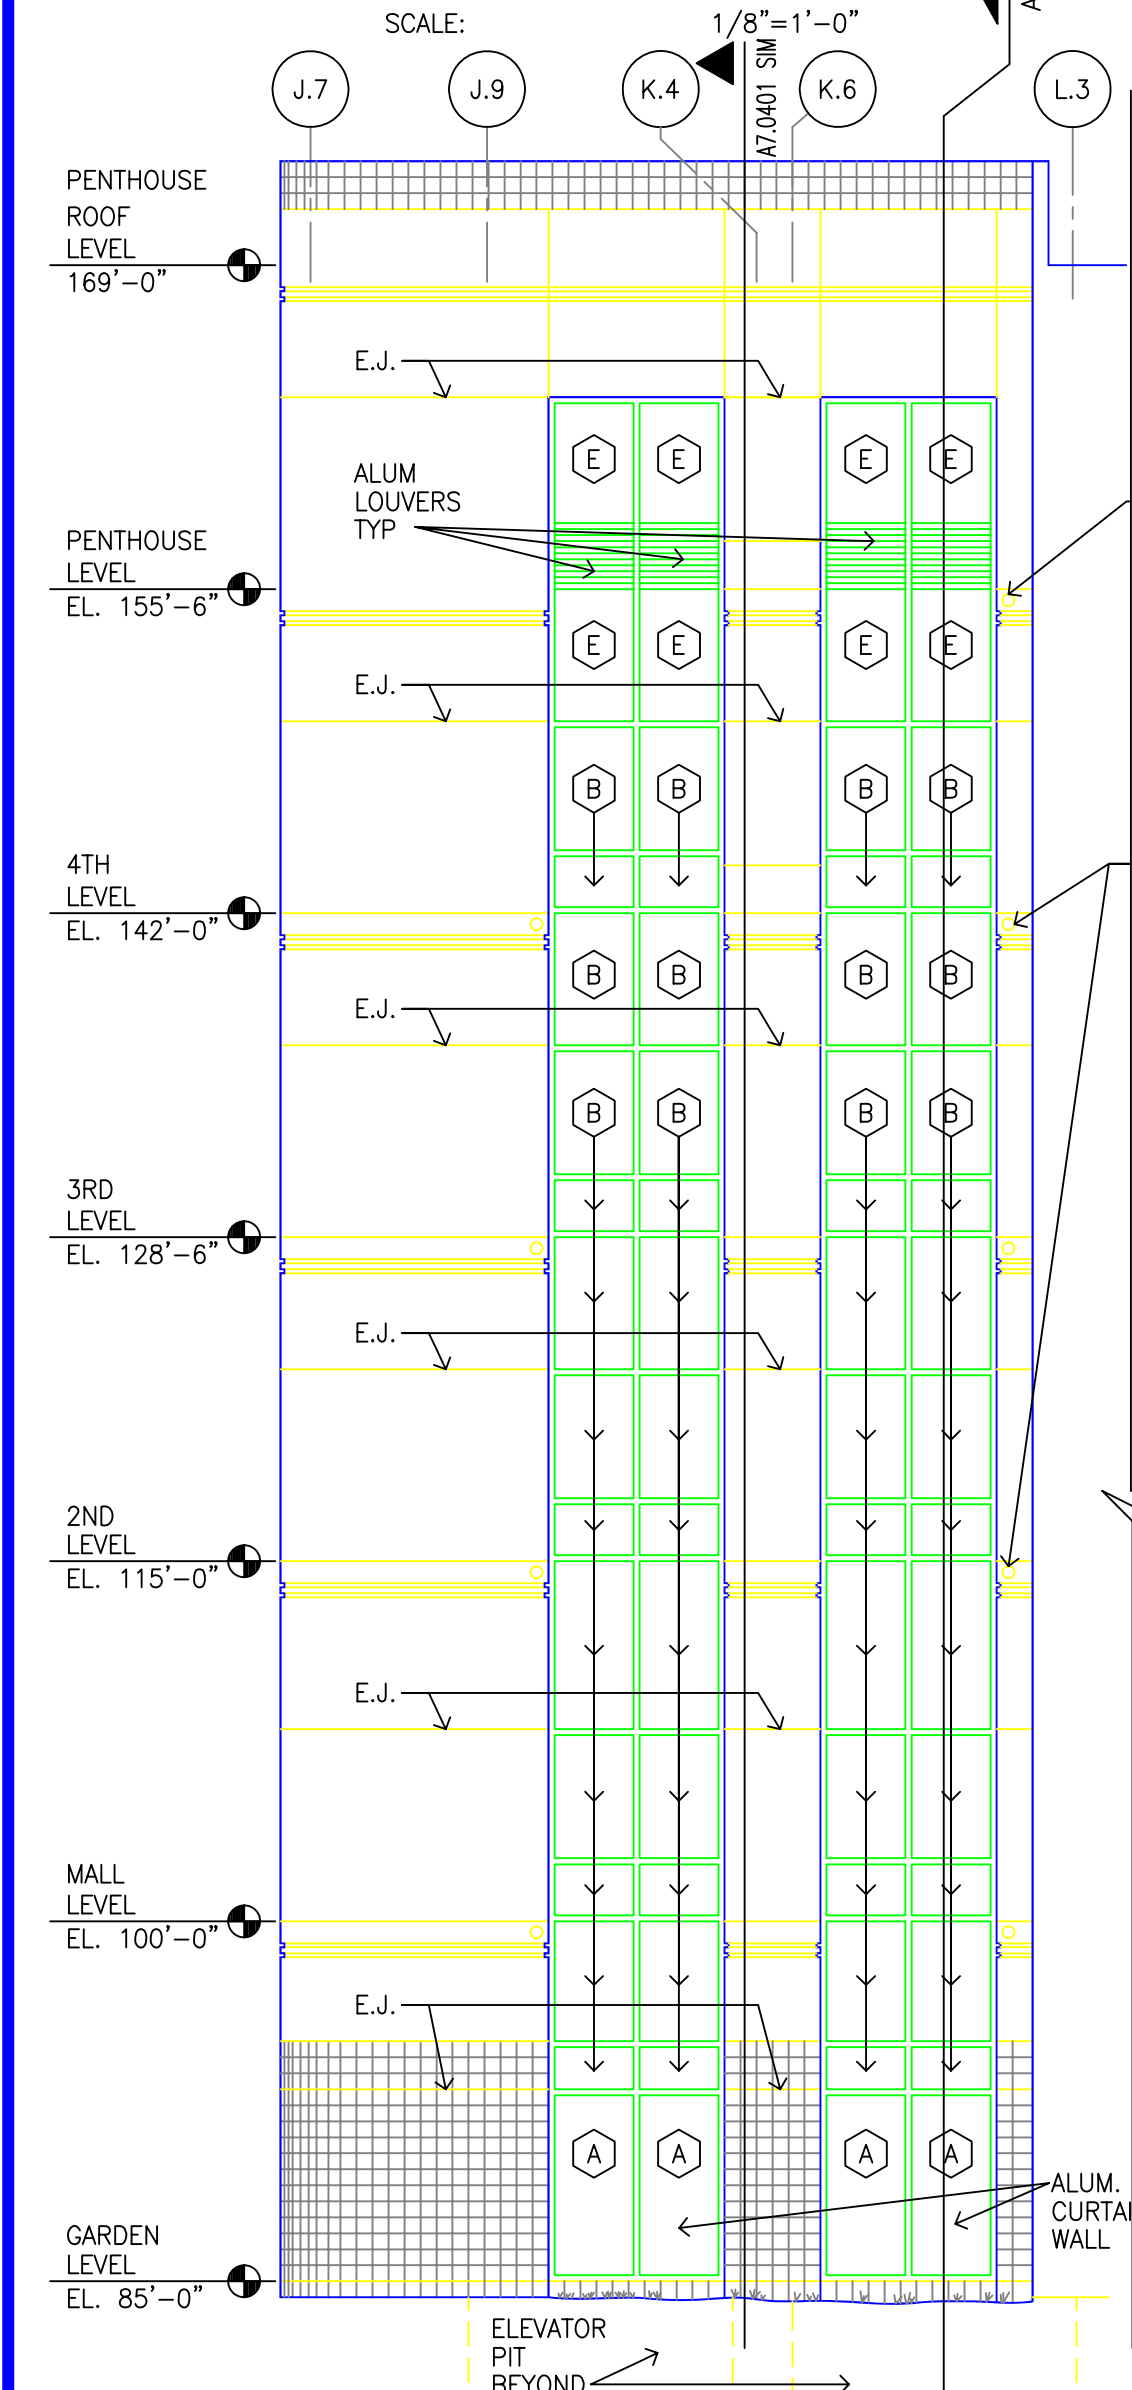 SCALE: 1/8"=1'-0"
A7.0401 SIM
J.7 J.9 K.4 K.6 L.3
PENTHOUSE
ROOF
LEVEL
169'-0"
E.J.
E E E E
ALUM
LOUVERS
TYP
PENTHOUSE
LEVEL
EL. 155'-6"
E E E E
E.J.
B B B B
4TH
LEVEL
EL. 142'-0"
B B B B
E.J.
B B B B
3RD
LEVEL
EL. 128'-6"
E.J.
2ND
LEVEL
EL. 115'-0"
E.J.
MALL
LEVEL
EL. 100'-0"
E.J.
A A A A
ALUM.
CURTAI
WALL
GARDEN
LEVEL
EL. 85'-0"
ELEVATOR
PIT
BEYOND